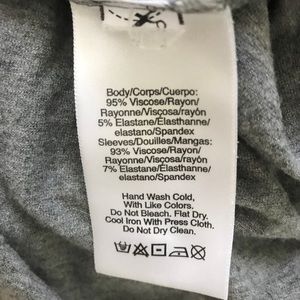 Body/Corps/Cuerpo:
95% Viscose/Rayon/
Rayonne/Viscosa/rayón
5% Elastane/Élasthanne/
elastano/Spandex
Sleeves/Douilles/Mangas:
93% Viscose/Rayon/
Rayonne/Viscosa/rayón
7% Elastane/Élasthanne/
elastano/Spandex
Hand Wash Cold,
With Like Colors.
Do Not Bleach. Flat Dry.
Cool Iron With Press Cloth.
Do Not Dry Clean.